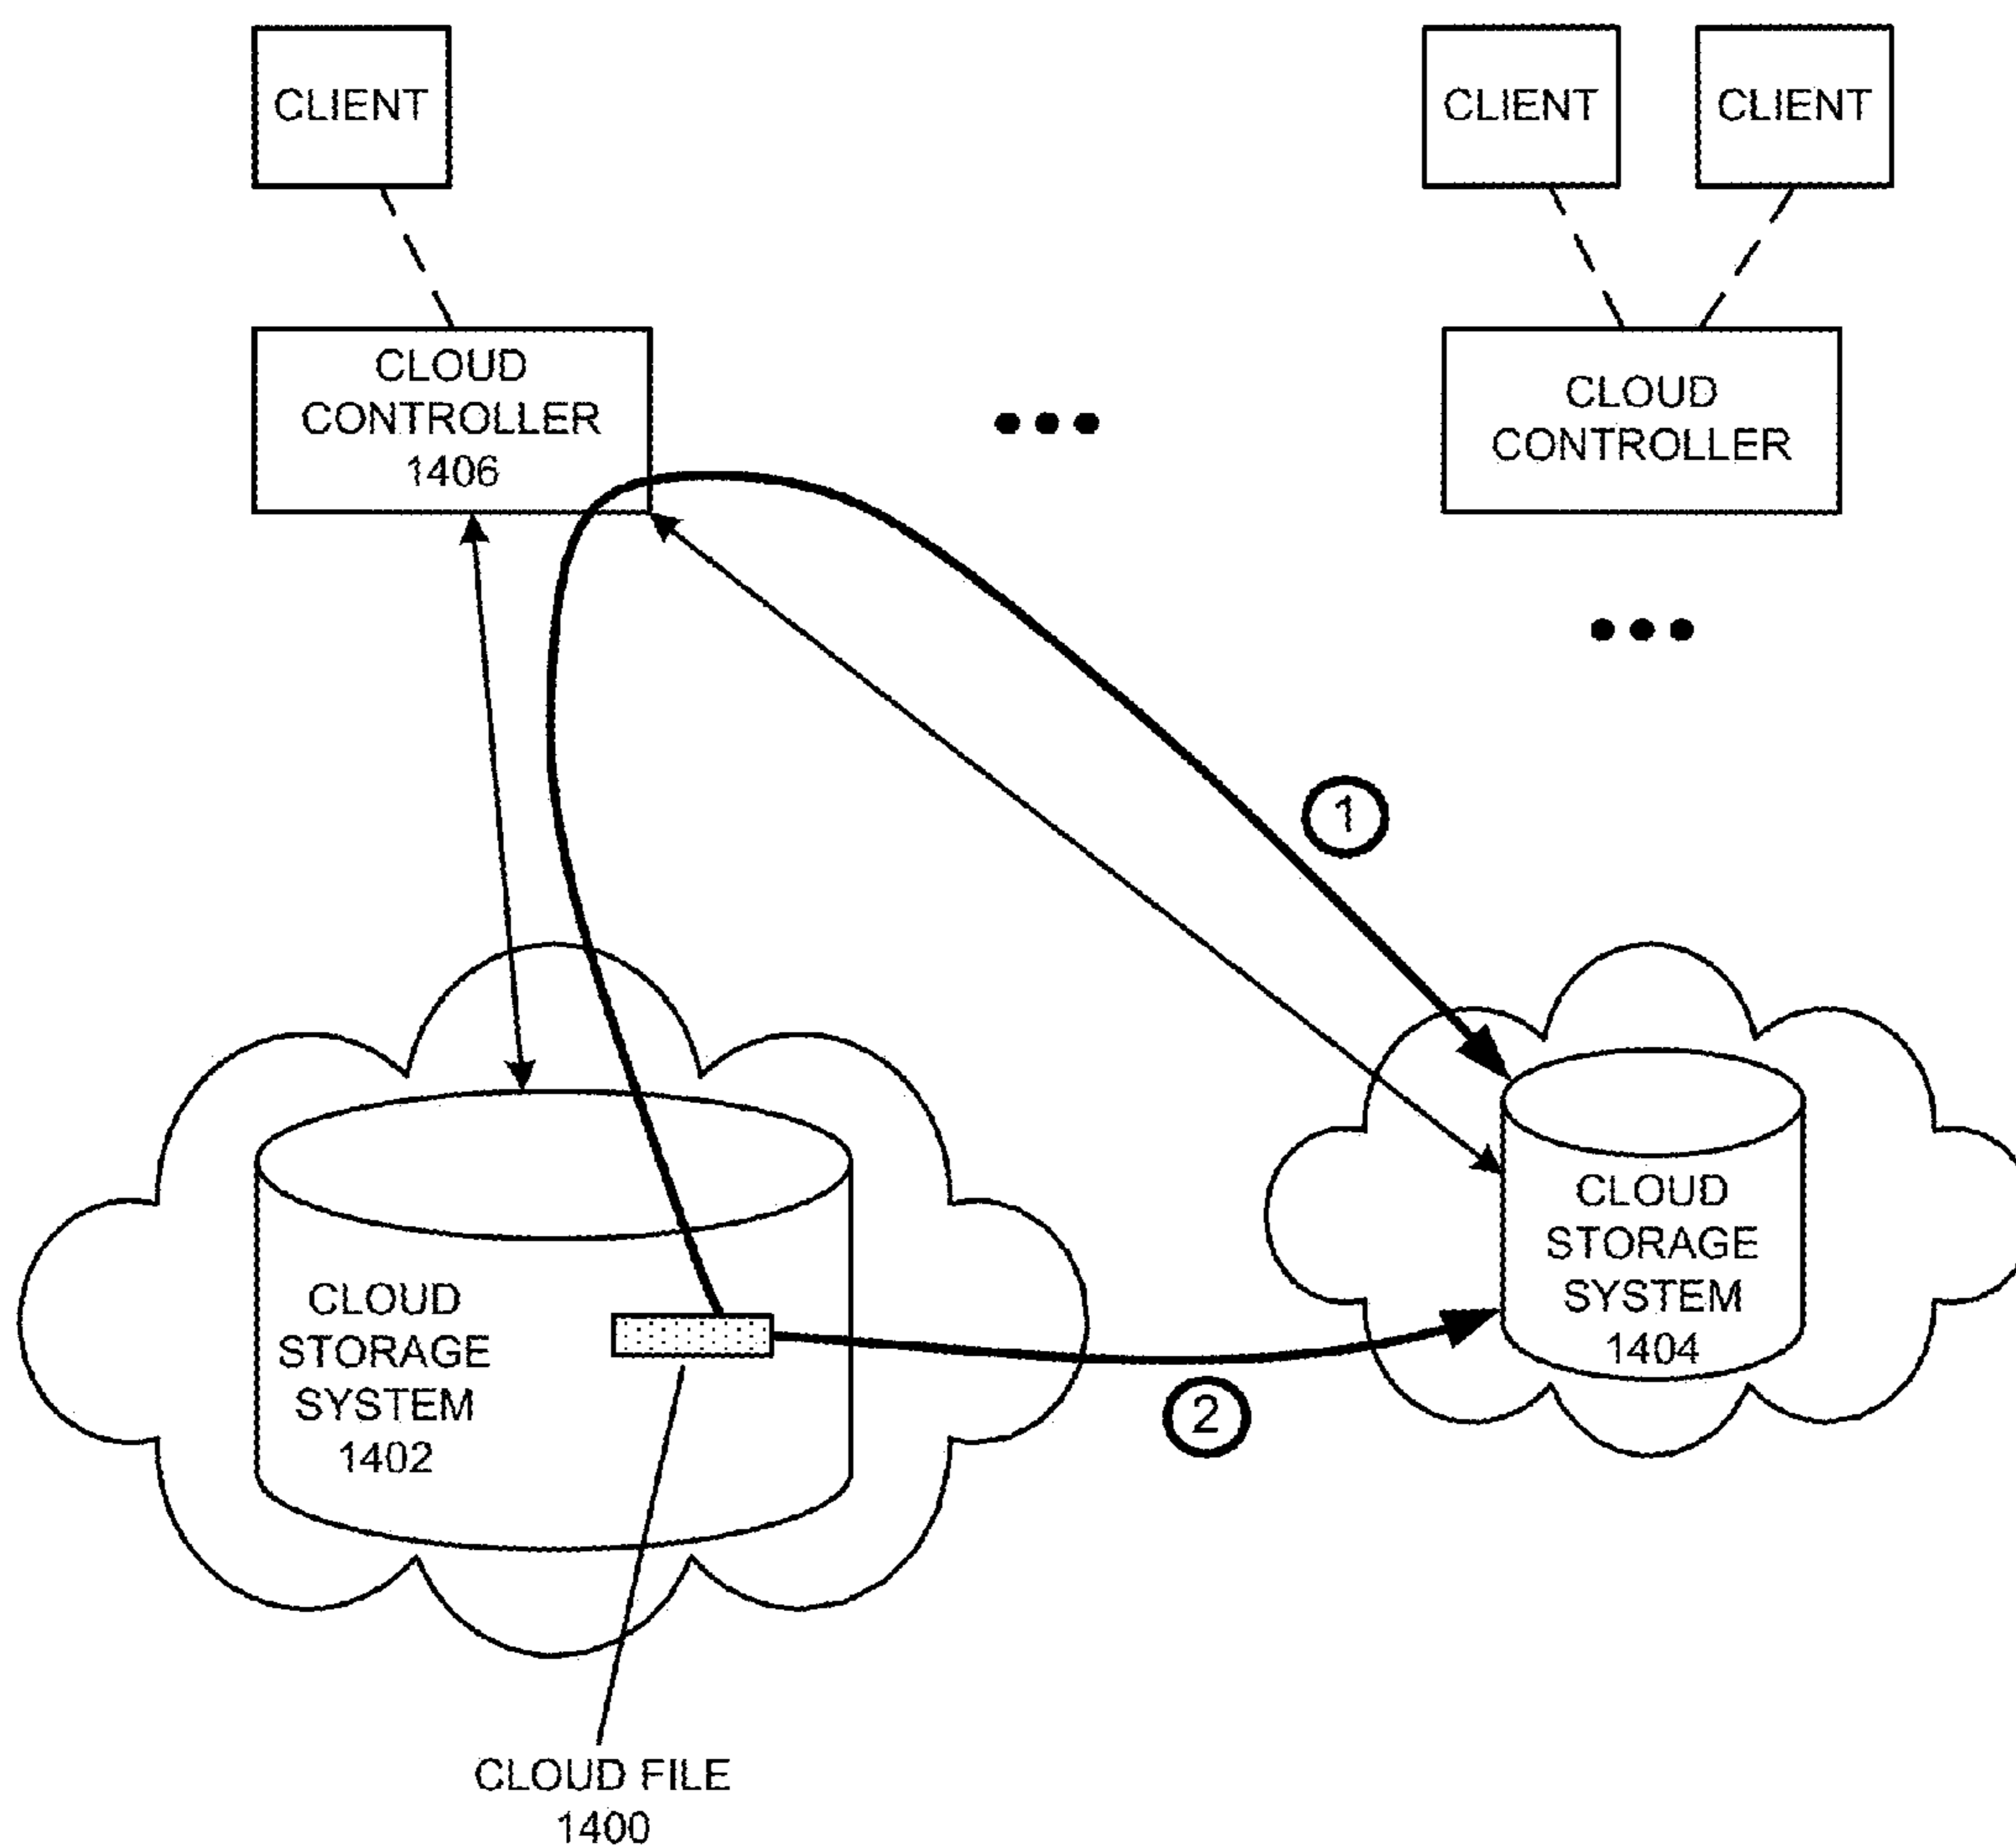 CLIENT
CLIENT
CLIENT
CLOUD
CONTROLLER
1406
CLOUD
CONTROLLER
1
CLOUD
STORAGE
SYSTEM
1404
CLOUD
STORAGE
SYSTEM
1402
2
CLOUD FILE
1400